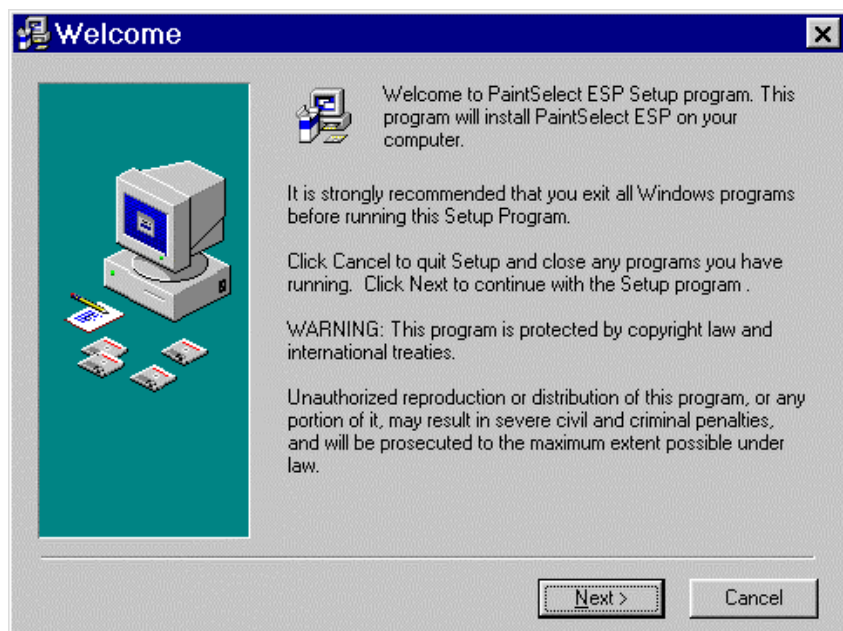 Welcome
Welcome to PaintSelect ESP Setup program. This
program will install PaintSelect ESP on your
computer.
It is strongly recommended that you exit all Windows programs
before running this Setup Program.
Click Cancel to quit Setup and close any programs you have
running.  Click Next to continue with the Setup program .
WARNING: This program is protected by copyright law and
international treaties.
Unauthorized reproduction or distribution of this program, or any
portion of it, may result in severe civil and criminal penalties,
and will be prosecuted to the maximum extent possible under
law.
Next >
Cancel